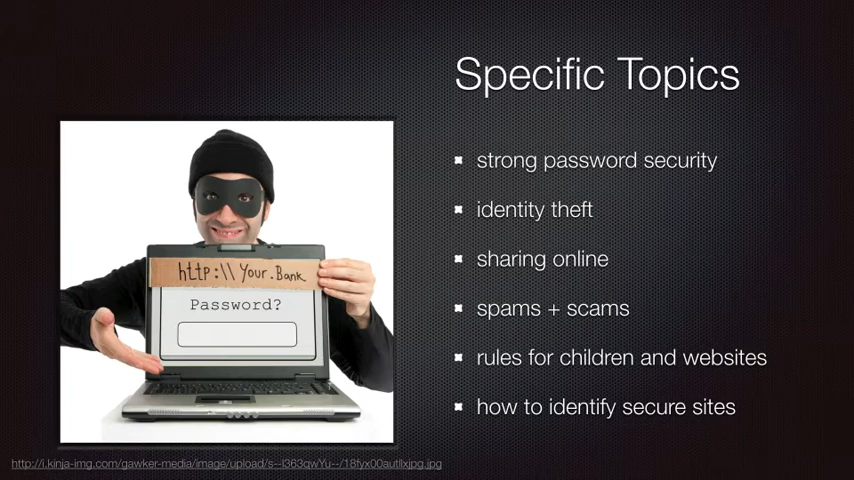 Specific Topics
http:\\ Your.Bank
Password?
strong password security
identity theft
sharing online
spams + scams
rules for children and websites
how to identify secure sites